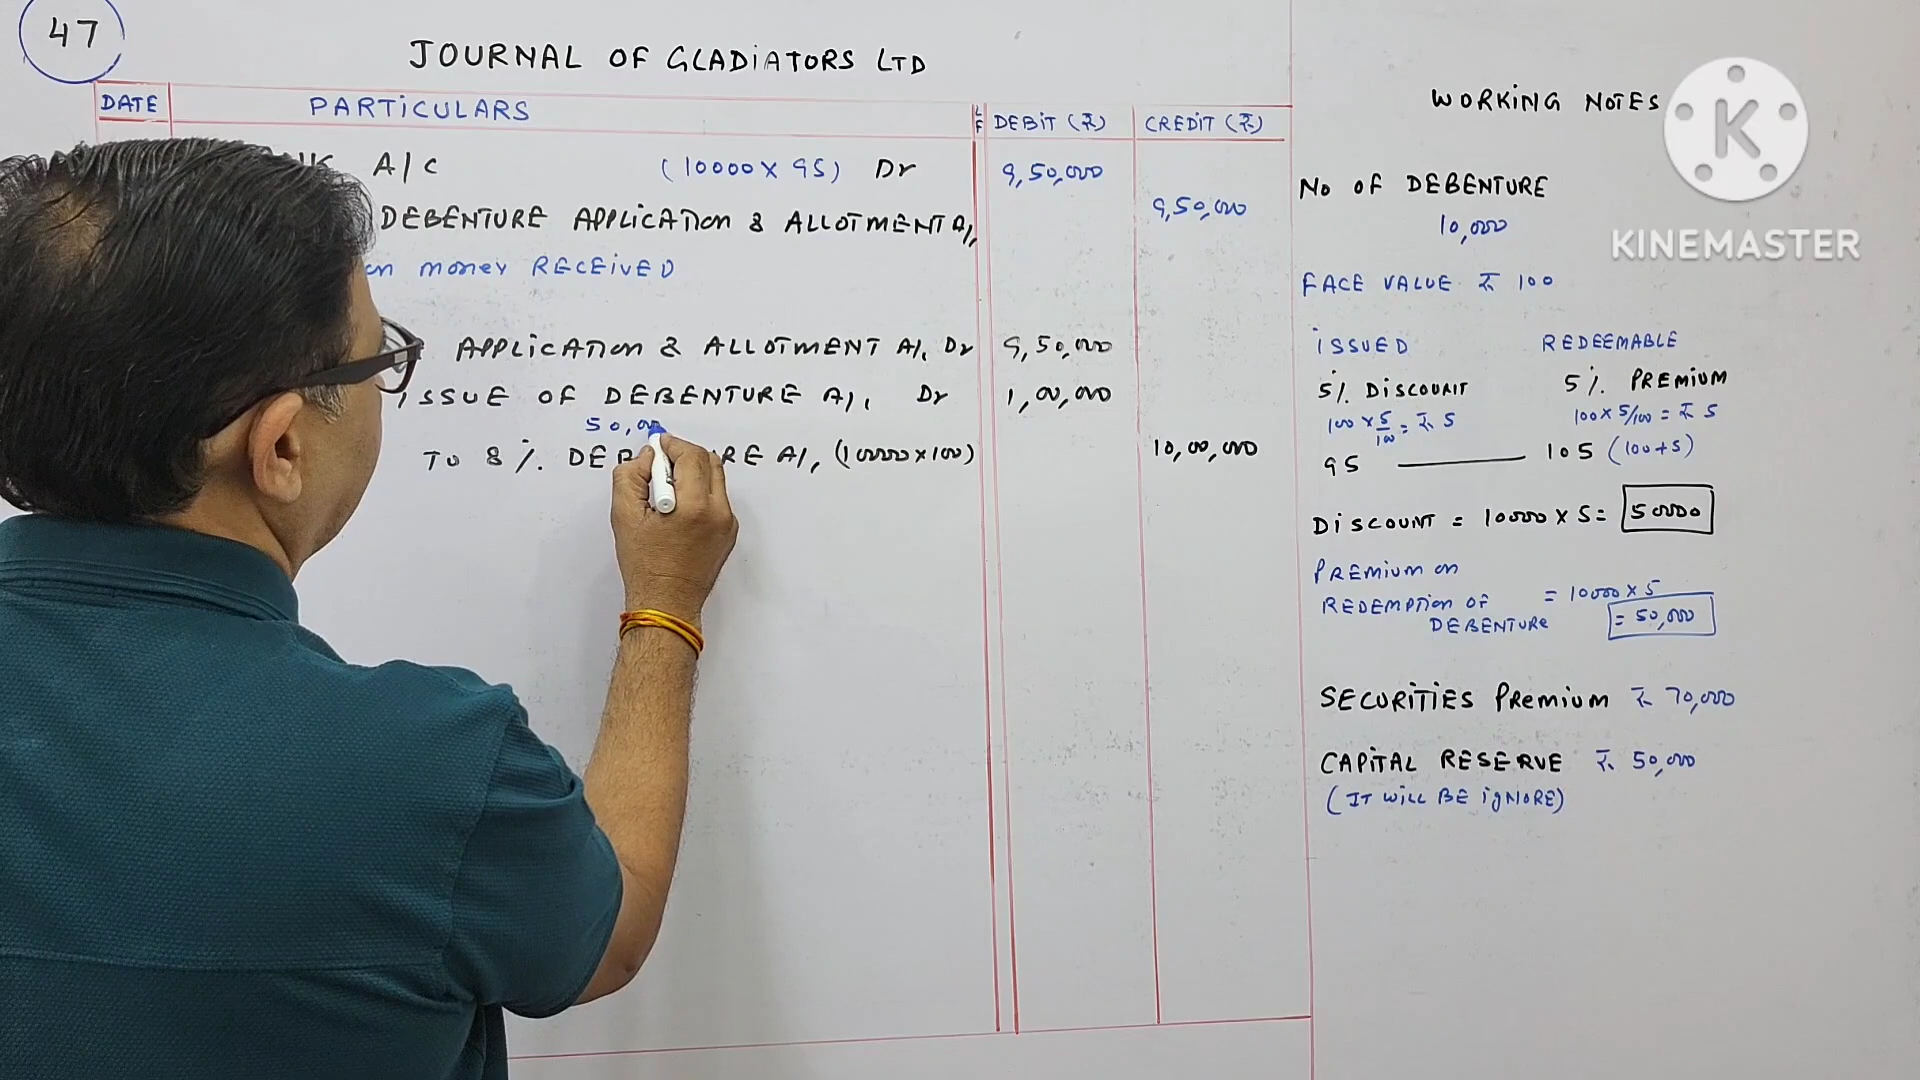 47
JOURNAL OF GLADIATORS LTD
DATE PARTICULARS LF DEBIT (₹) CREDIT (₹)
A/C (10000 X 95) Dr 9,50,000
DEBENTURE APPLICATION & ALLOTMENT A/c 9,50,000
on money RECEIVED
APPLICATION & ALLOTMENT A/c Dr 9,50,000
ISSUE OF DEBENTURE A/c Dr 1,00,000
50,000
To 8% A/c (10000 x 100) 10,00,000
WORKING NOTES
K
KINEMASTER
No OF DEBENTURE
10,000
FACE VALUE ₹ 100
ISSUED REDEEMABLE
5% DISCOUNT 5% PREMIUM
100 x 5/100 = ₹ 5 100 x 5/100 = ₹ 5
95 105 (100+5)
DISCOUNT = 10000 x 5 = 50000
PREMIUM on
REDEMPTION OF = 10000 x 5
DEBENTURE = 50,000
SECURITIES PREMIUM ₹ 70,000
CAPITAL RESERVE ₹ 50,000
(IT WILL BE IGNORE)